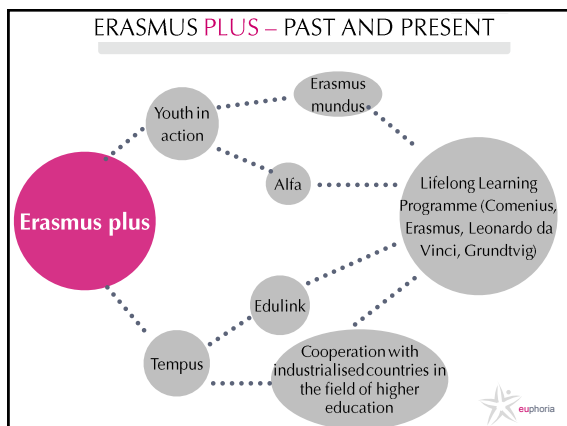 ERASMUS PLUS – PAST AND PRESENT
Erasmus
mundus
Youth in
action
Alfa
Erasmus plus
Lifelong Learning
Programme (Comenius,
Erasmus, Leonardo da
Vinci, Grundtvig)
Edulink
Tempus
Cooperation with
industrialised countries in
the field of higher
education
euphoria